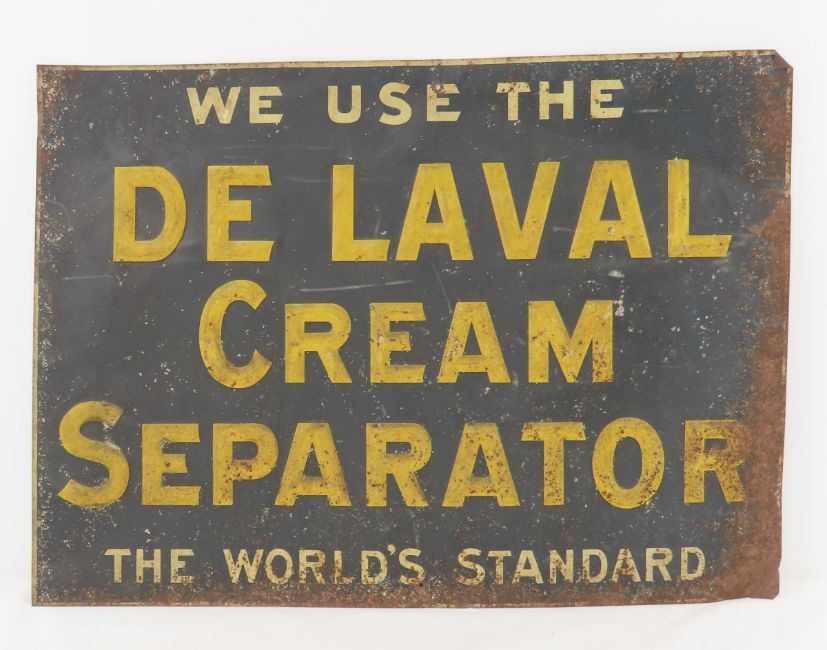 WE USE THE
DE LAVAL
CREAM
SEPARATOR
THE WORLD'S STANDARD